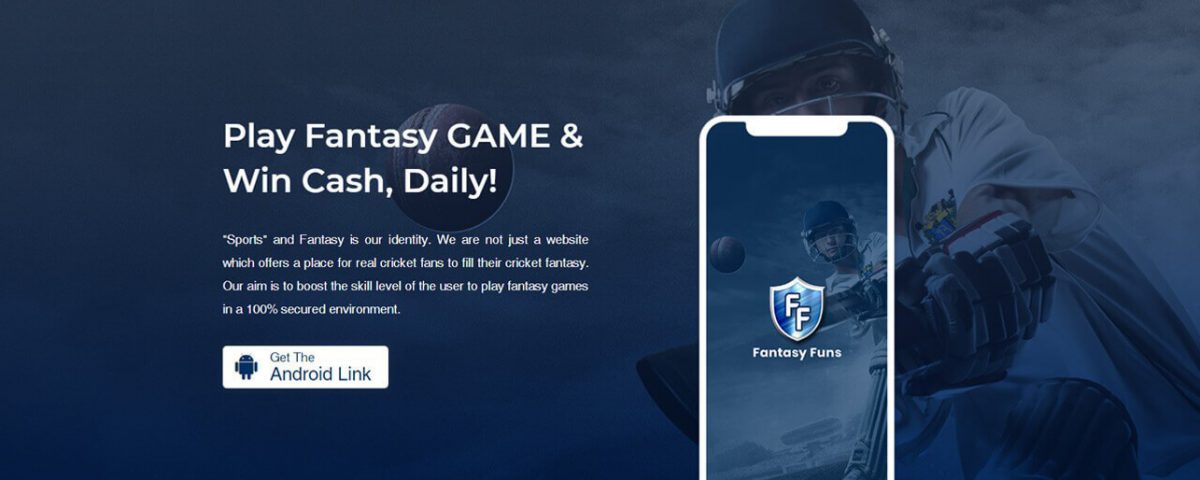 Play Fantasy GAME &
Win Cash, Daily!
"Sports" and Fantasy is our identity. We are not just a website
which offers a place for real cricket fans to fill their cricket fantasy.
Our aim is to boost the skill level of the user to play fantasy games
in a 100% secured environment.
Get The
Android Link
FF
Fantasy Funs